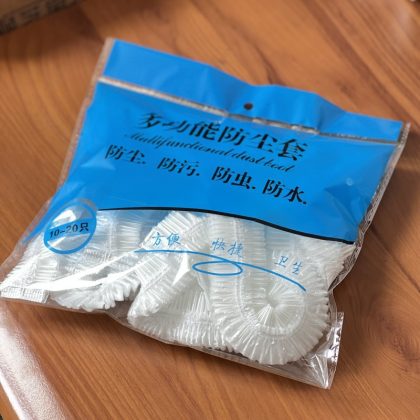 多功能防尘套
Multifunctional dust boot
防尘.防污.防虫.防水.
10-20只
方便 快捷 卫生